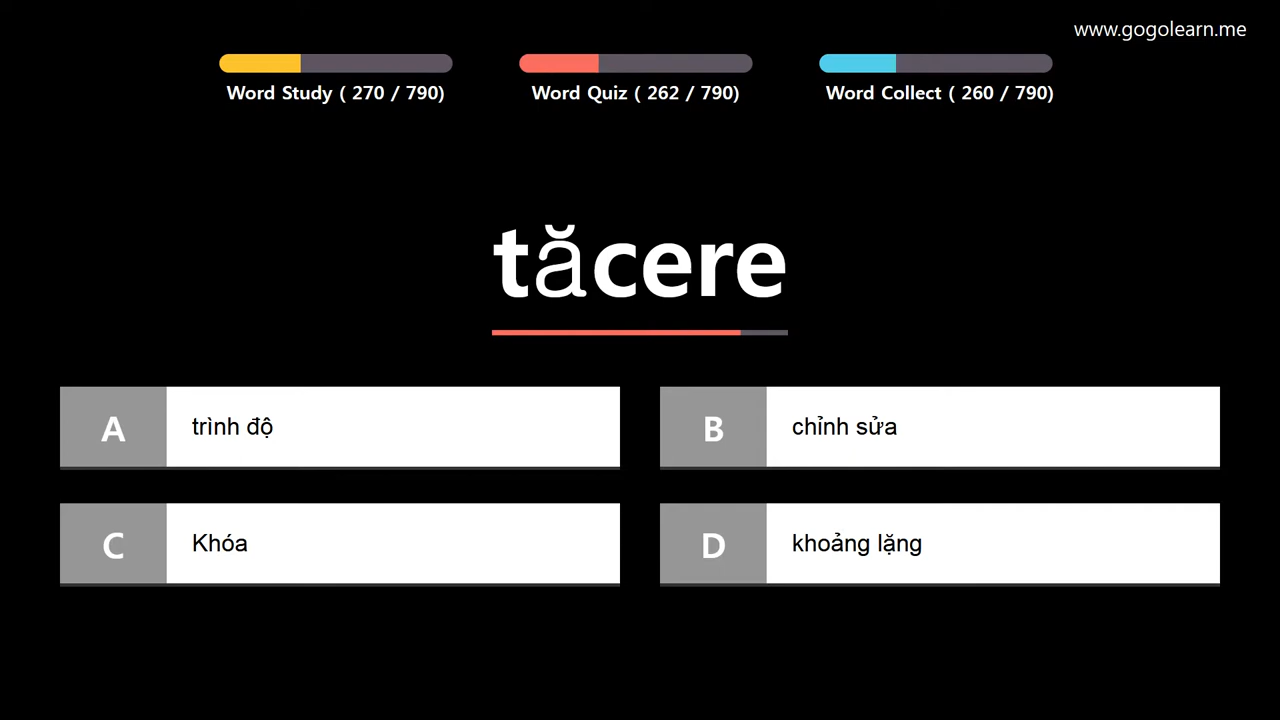 www.gogolearn.me
Word Study ( 270 / 790)
Word Quiz ( 262 / 790)
Word Collect ( 260 / 790)
tăcere
A trình độ
B chỉnh sửa
C Khóa
D khoảng lặng